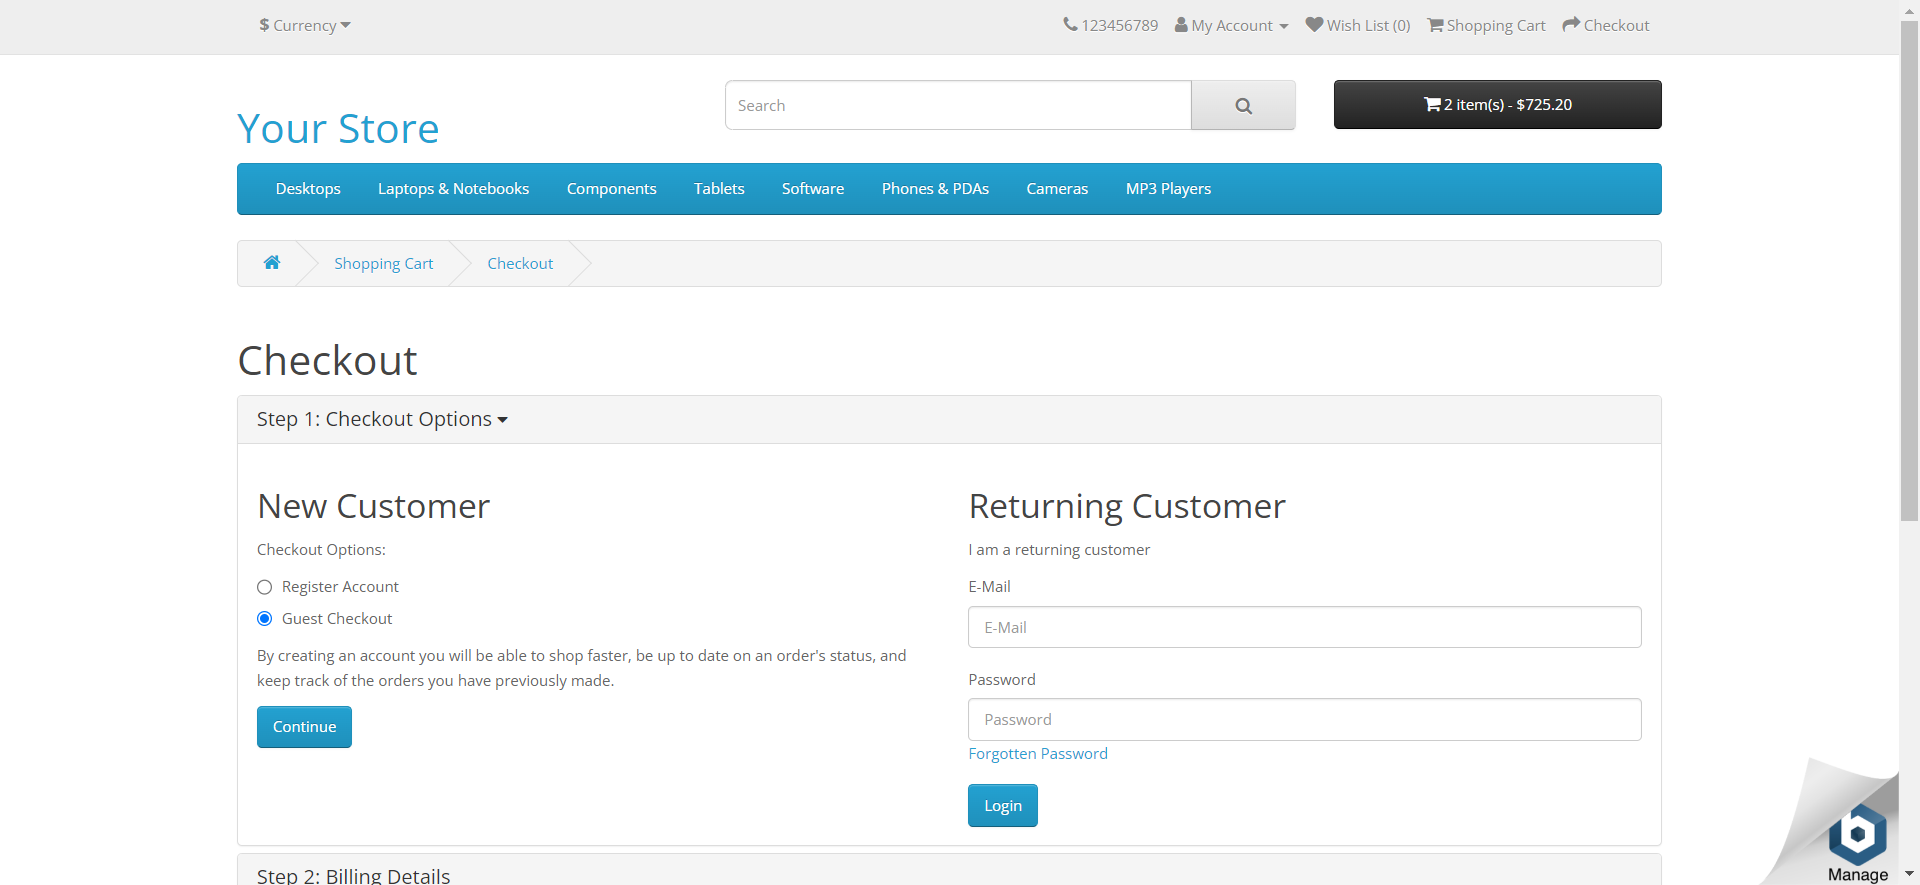 $ Currency
123456789 My Account Wish List (0) Shopping Cart Checkout
Your Store
Search
2 item(s) - $725.20
Desktops Laptops & Notebooks Components Tablets Software Phones & PDAs Cameras MP3 Players
Shopping Cart Checkout
Checkout
Step 1: Checkout Options
New Customer
Checkout Options:
Register Account
Guest Checkout
By creating an account you will be able to shop faster, be up to date on an order's status, and
keep track of the orders you have previously made.
Continue
Returning Customer
I am a returning customer
E-Mail
E-Mail
Password
Password
Forgotten Password
Login
Step 2: Billing Details
b
Manage